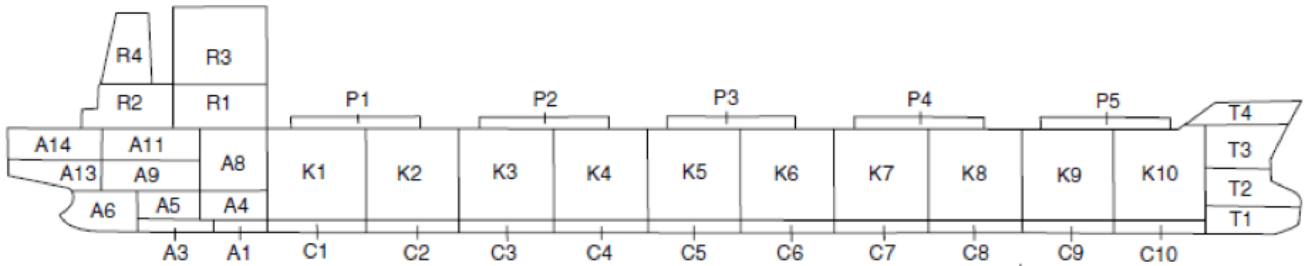 R4 R3
R2 R1 P1 P2 P3 P4 P5
T4
A14 A11
A8 K1 K2 K3 K4 K5 K6 K7 K8 K9 K10 T3
A13 A9
T2
A6 A5 A4
T1
A3 A1 C1 C2 C3 C4 C5 C6 C7 C8 C9 C10